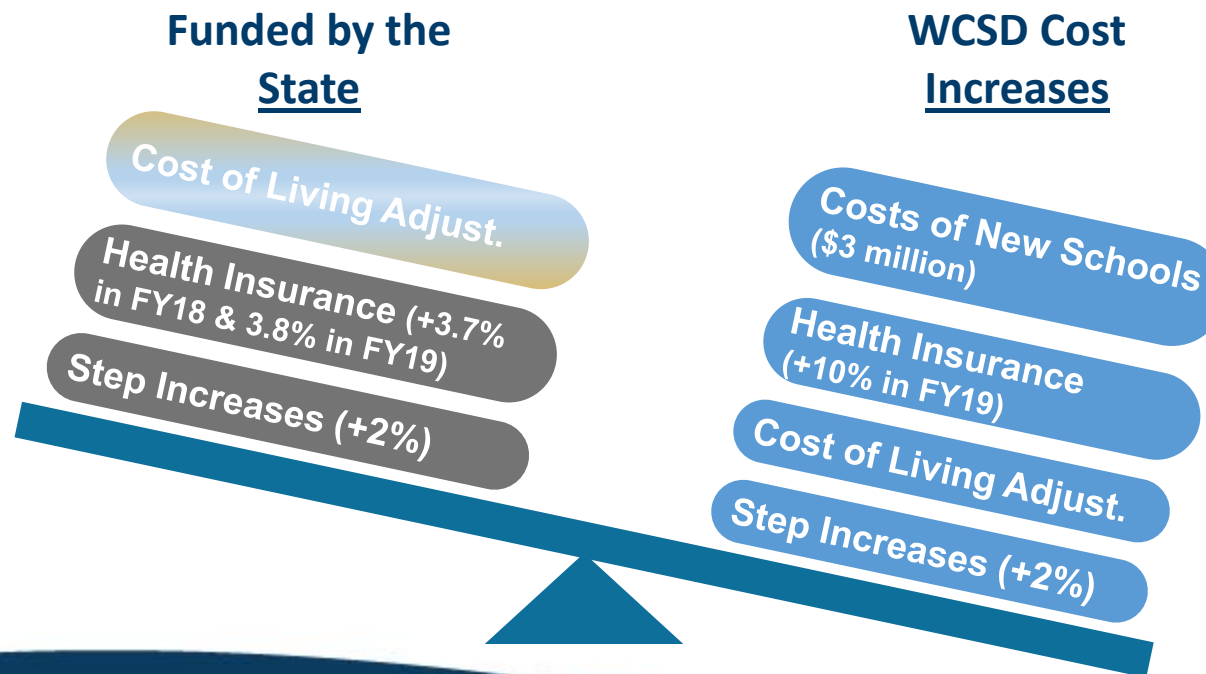 Funded by the
State
Cost of Living Adjust.
Health Insurance (+3.7%
in FY18 & 3.8% in FY19)
Step Increases (+2%)
WCSD Cost
Increases
Costs of New Schools
($3 million)
Health Insurance
(+10% in FY19)
Cost of Living Adjust.
Step Increases (+2%)